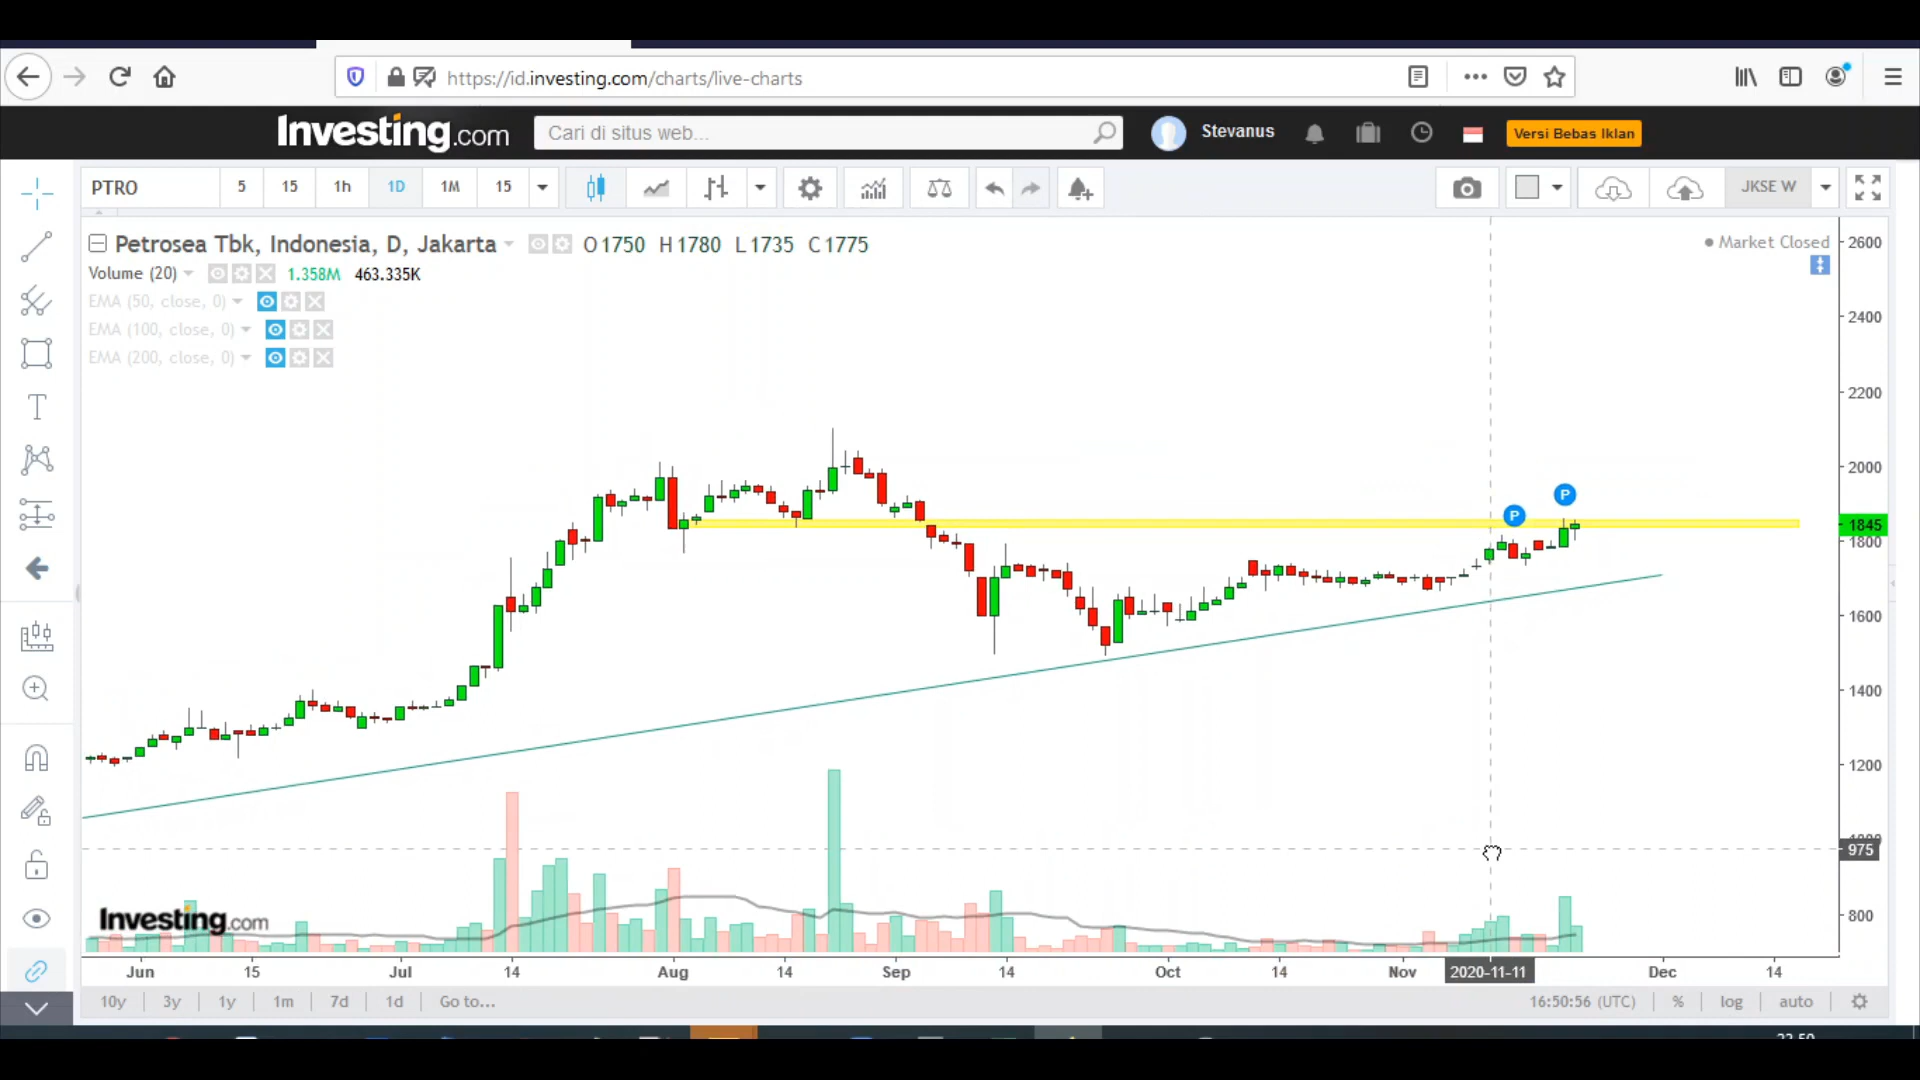 https://id.investing.com/charts/live-charts
Investing.com
Cari di situs web...
Stevanus
Versi Bebas Iklan
PTRO
5
15
1h
1D
1M
15
JKSE W
Petrosea Tbk, Indonesia, D, Jakarta
O 1750 H 1780 L 1735 C 1775
Market Closed
Volume (20)
1.358M 463.335K
EMA (50, close, 0)
EMA (100, close, 0)
EMA (200, close, 0)
2600
2400
2200
2000
1845
1800
1600
1400
1200
975
800
P
P
Investing.com
Jun
15
Jul
14
Aug
14
Sep
14
Oct
14
Nov
2020-11-11
Dec
14
10y
3y
1y
1m
7d
1d
Go to...
16:50:56 (UTC)
%
log
auto